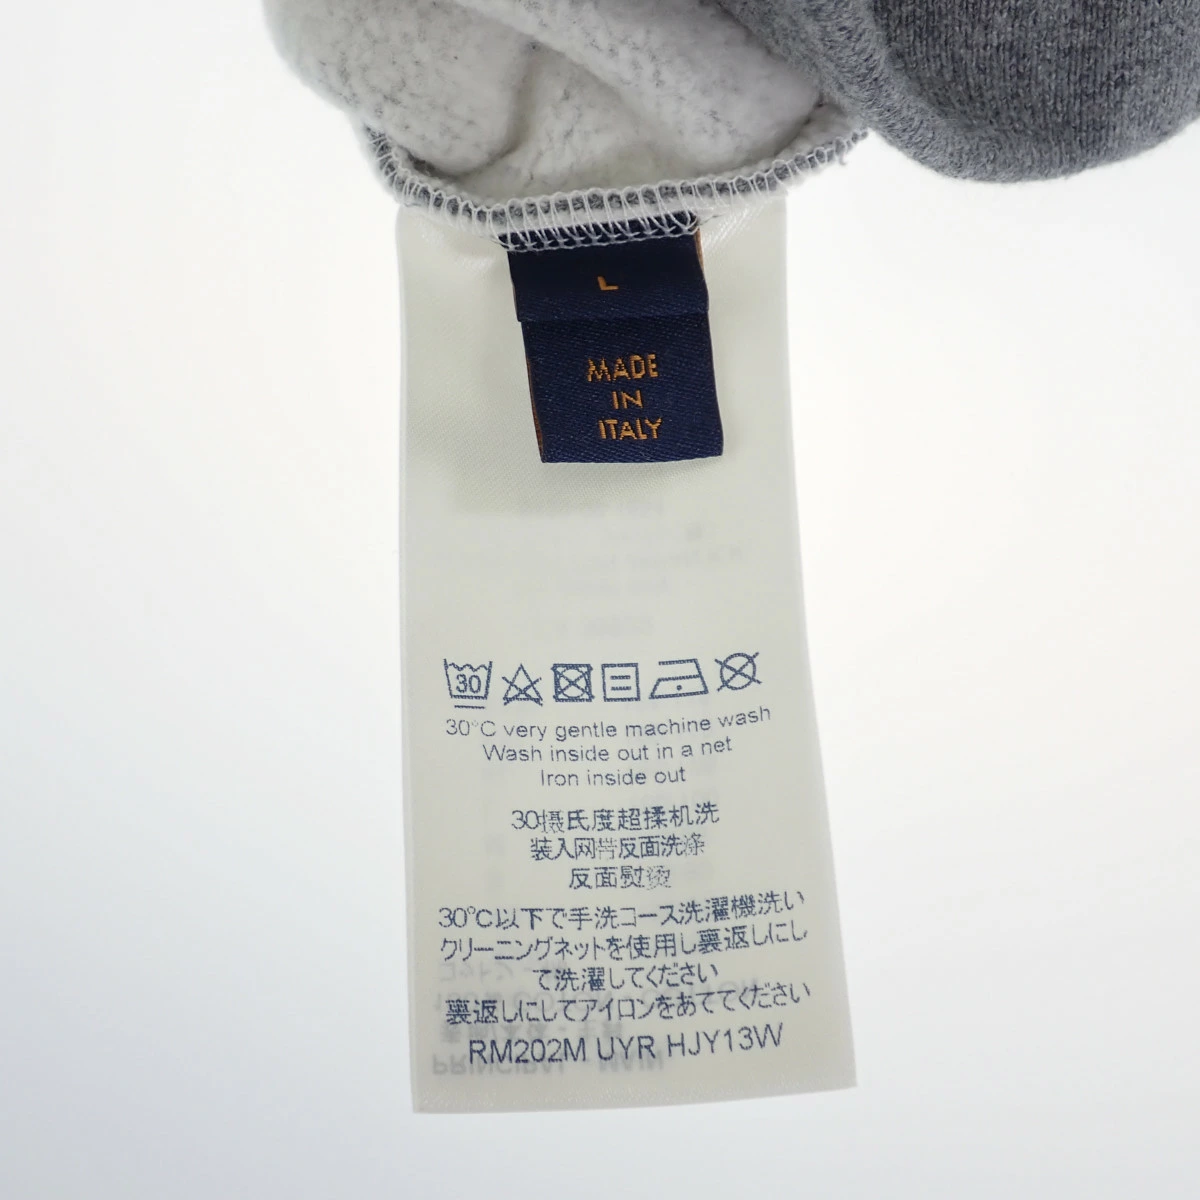 L
MADE
IN
ITALY
30
30°C very gentle machine wash
Wash inside out in a net
Iron inside out
30摄氏度超揉机洗
装入网袋反面洗涤
反面熨烫
30°C以下で手洗コース洗濯機洗い
クリーニングネットを使用し裏返しにし
て洗濯してください
裏返しにしてアイロンをあててください
RM202M UYR HJY13W
PRINCIPAL - MAIN